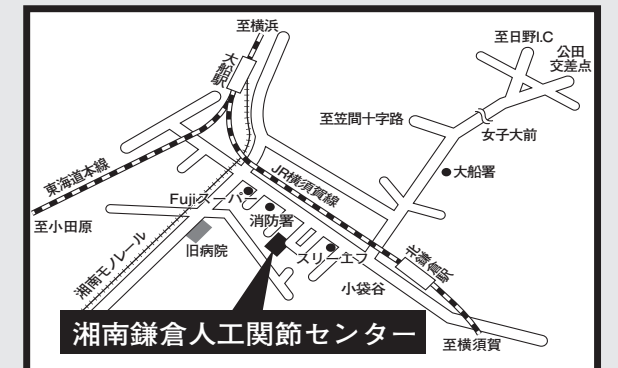 至横浜
大船駅
至日野I.C
公田
交差点
至笠間十字路
女子大前
大船署
東海道本線
JR横須賀線
Fujiスーパー
消防署
至小田原
旧病院
スリーエフ
北鎌倉駅
湘南モノレール
小袋谷
湘南鎌倉人工関節センター
至横須賀